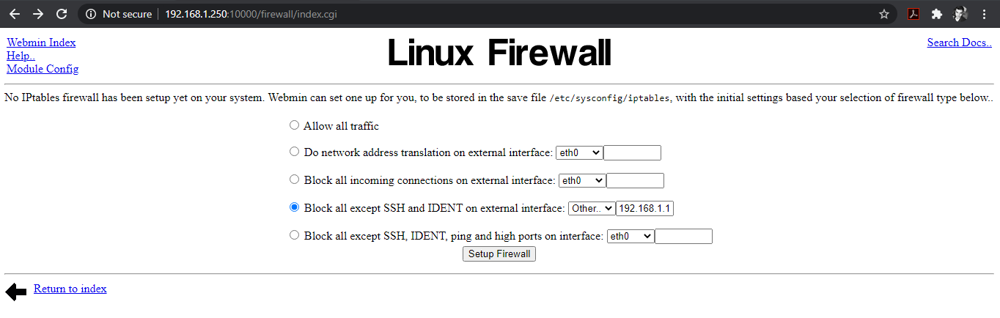 Not secure | 192.168.1.250:10000/firewall/index.cgi
Webmin Index
Help..
Module Config
Linux Firewall
Search Docs..
No IPtables firewall has been setup yet on your system. Webmin can set one up for you, to be stored in the save file /etc/sysconfig/iptables, with the initial settings based your selection of firewall type below..
Allow all traffic
Do network address translation on external interface: eth0
Block all incoming connections on external interface: eth0
Block all except SSH and IDENT on external interface: Other.. 192.168.1.1
Block all except SSH, IDENT, ping and high ports on interface: eth0
Setup Firewall
Return to index